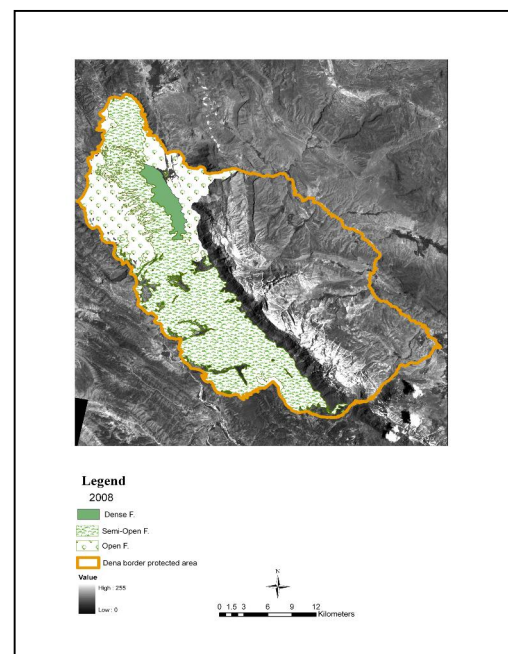 Legend
2008
Dense F.
Semi-Open F.
Open F.
Dena border protected area
Value
High : 255
Low : 0
N
0 1.5 3 6 9 12
Kilometers